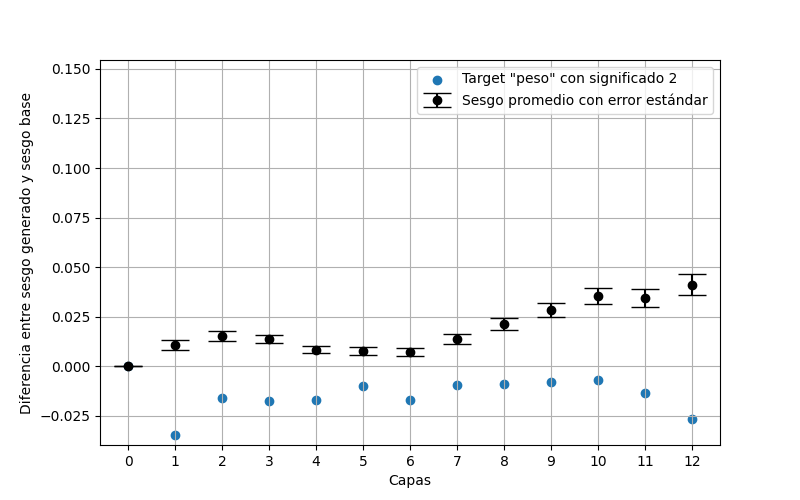 0.150
0.125
0.100
0.075
0.050
0.025
0.000
−0.025
Diferencia entre sesgo generado y sesgo base
Target "peso" con significado 2
Sesgo promedio con error estándar
0 1 2 3 4 5 6 7 8 9 10 11 12
Capas